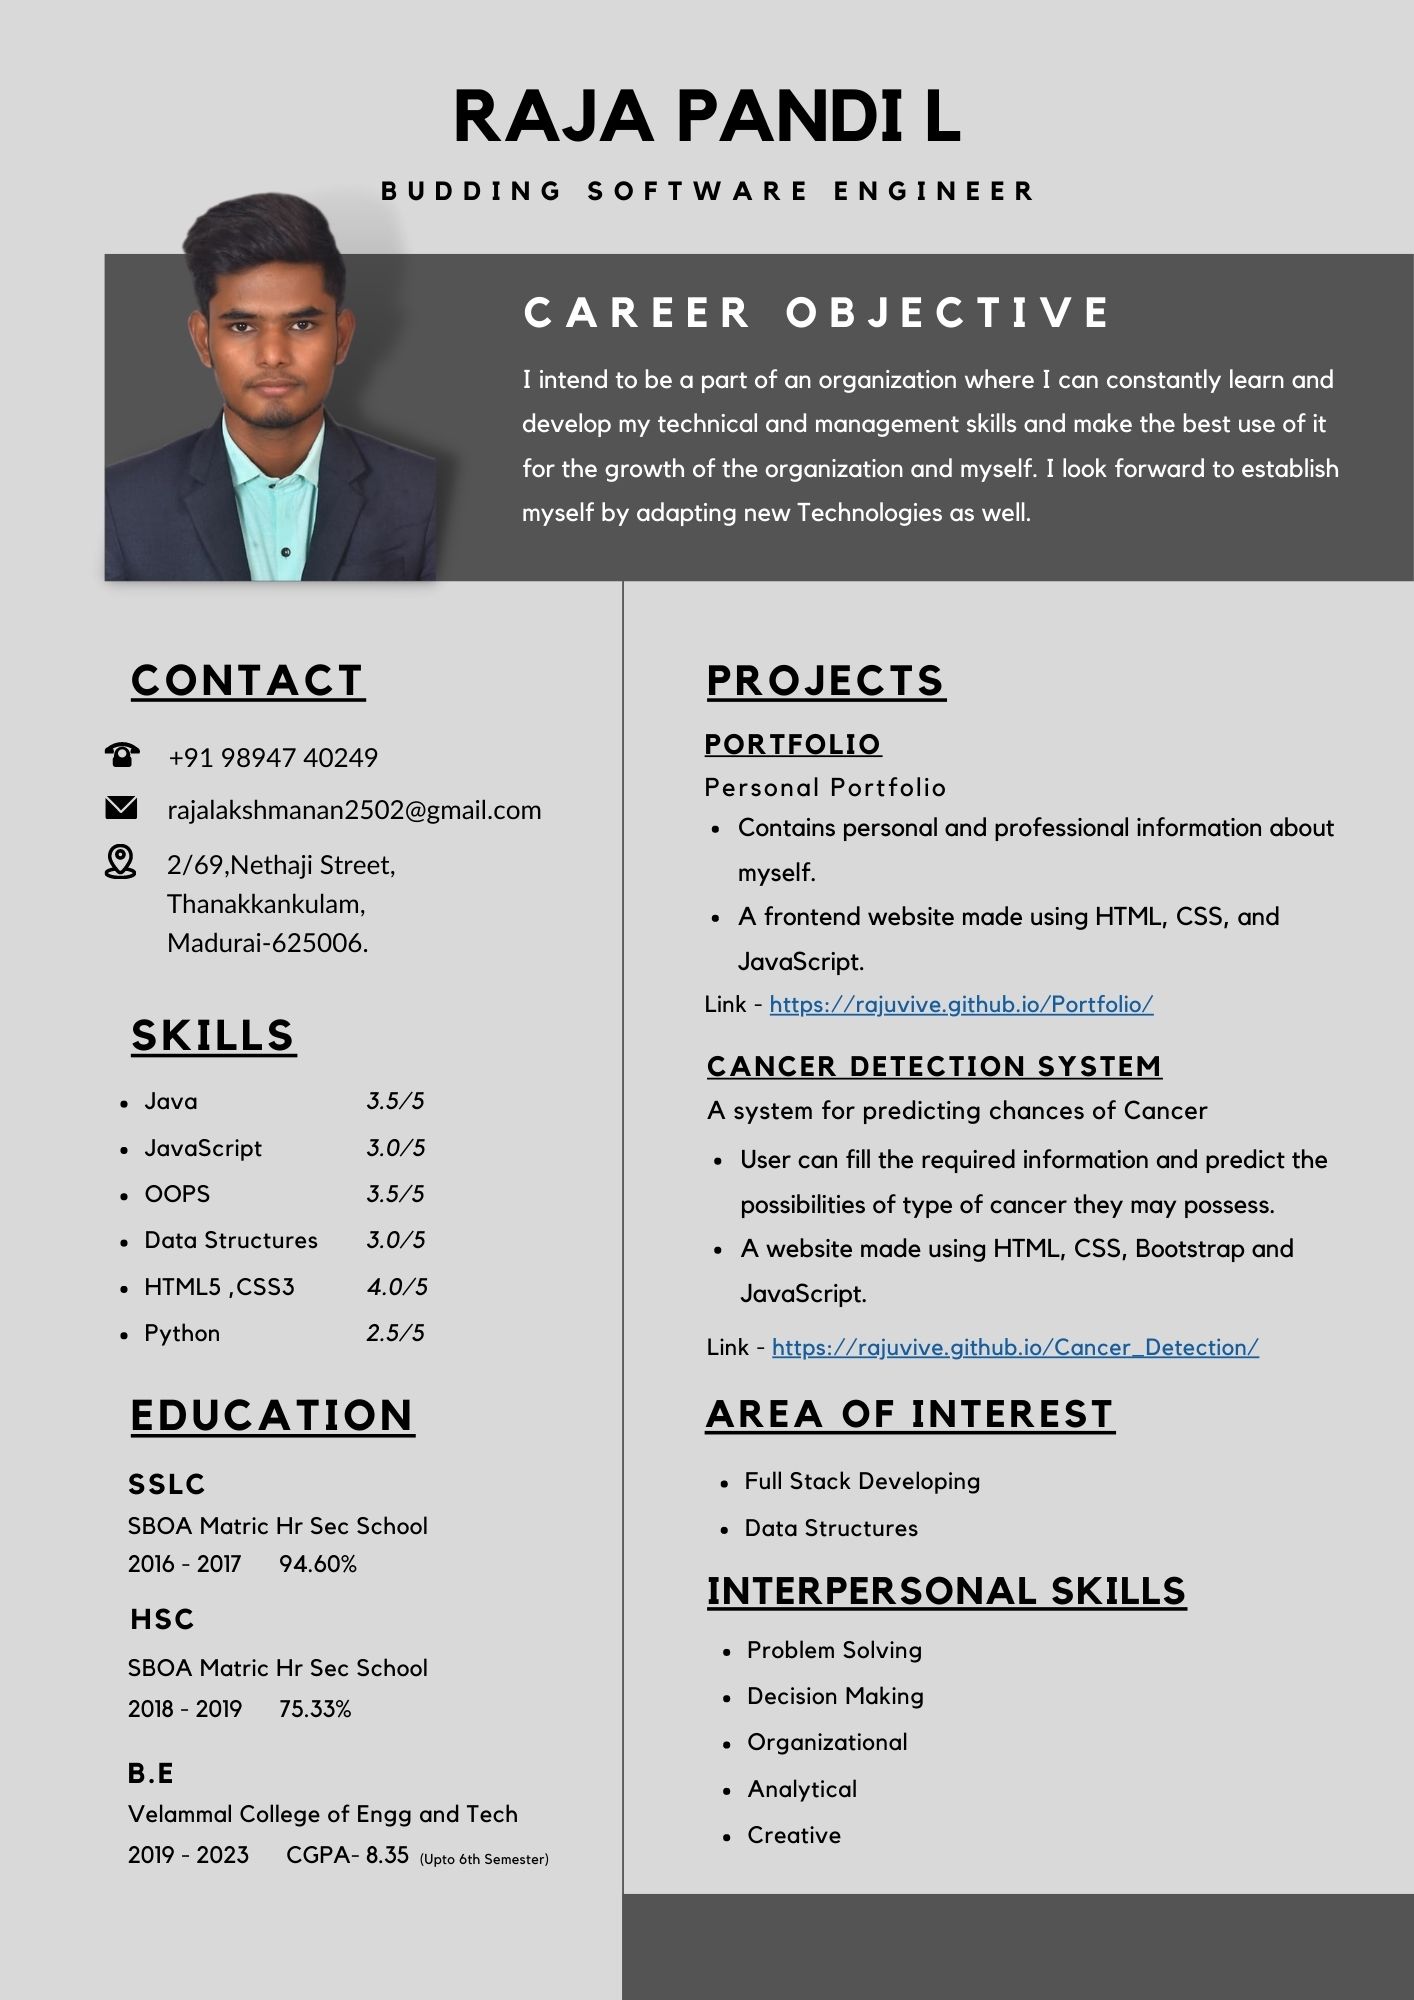 RAJA PANDI L
BUDDING SOFTWARE ENGINEER
CAREER OBJECTIVE
I intend to be a part of an organization where I can constantly learn and
develop my technical and management skills and make the best use of it
for the growth of the organization and myself. I look forward to establish
myself by adapting new Technologies as well.
CONTACT
+91 98947 40249
rajalakshmanan2502@gmail.com
2/69,Nethaji Street,
Thanakkankulam,
Madurai-625006.
SKILLS
• Java 3.5/5
• JavaScript 3.0/5
• OOPS 3.5/5
• Data Structures 3.0/5
• HTML5 ,CSS3 4.0/5
• Python 2.5/5
EDUCATION
SSLC
SBOA Matric Hr Sec School
2016 - 2017 94.60%
HSC
SBOA Matric Hr Sec School
2018 - 2019 75.33%
B.E
Velammal College of Engg and Tech
2019 - 2023 CGPA- 8.35 (Upto 6th Semester)
PROJECTS
PORTFOLIO
Personal Portfolio
• Contains personal and professional information about
myself.
• A frontend website made using HTML, CSS, and
JavaScript.
Link - https://rajuvive.github.io/Portfolio/
CANCER DETECTION SYSTEM
A system for predicting chances of Cancer
• User can fill the required information and predict the
possibilities of type of cancer they may possess.
• A website made using HTML, CSS, Bootstrap and
JavaScript.
Link - https://rajuvive.github.io/Cancer_Detection/
AREA OF INTEREST
• Full Stack Developing
• Data Structures
INTERPERSONAL SKILLS
• Problem Solving
• Decision Making
• Organizational
• Analytical
• Creative